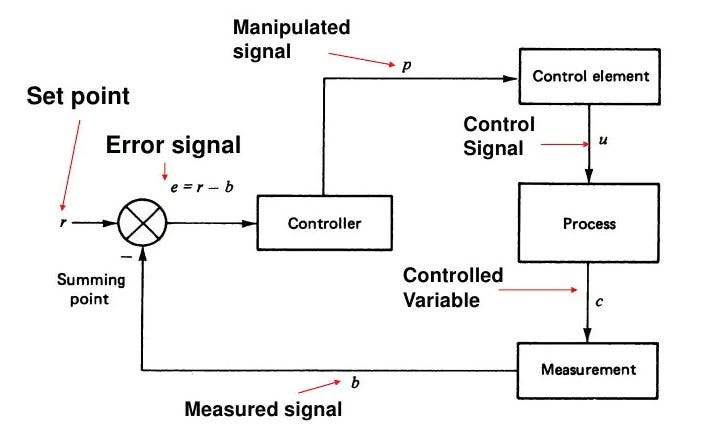 Manipulated
signal
p
Control element
Set point
Control
Signal
u
Error signal
e = r – b
r
Controller
Process
–
Summing
point
Controlled
Variable
c
Measurement
b
Measured signal